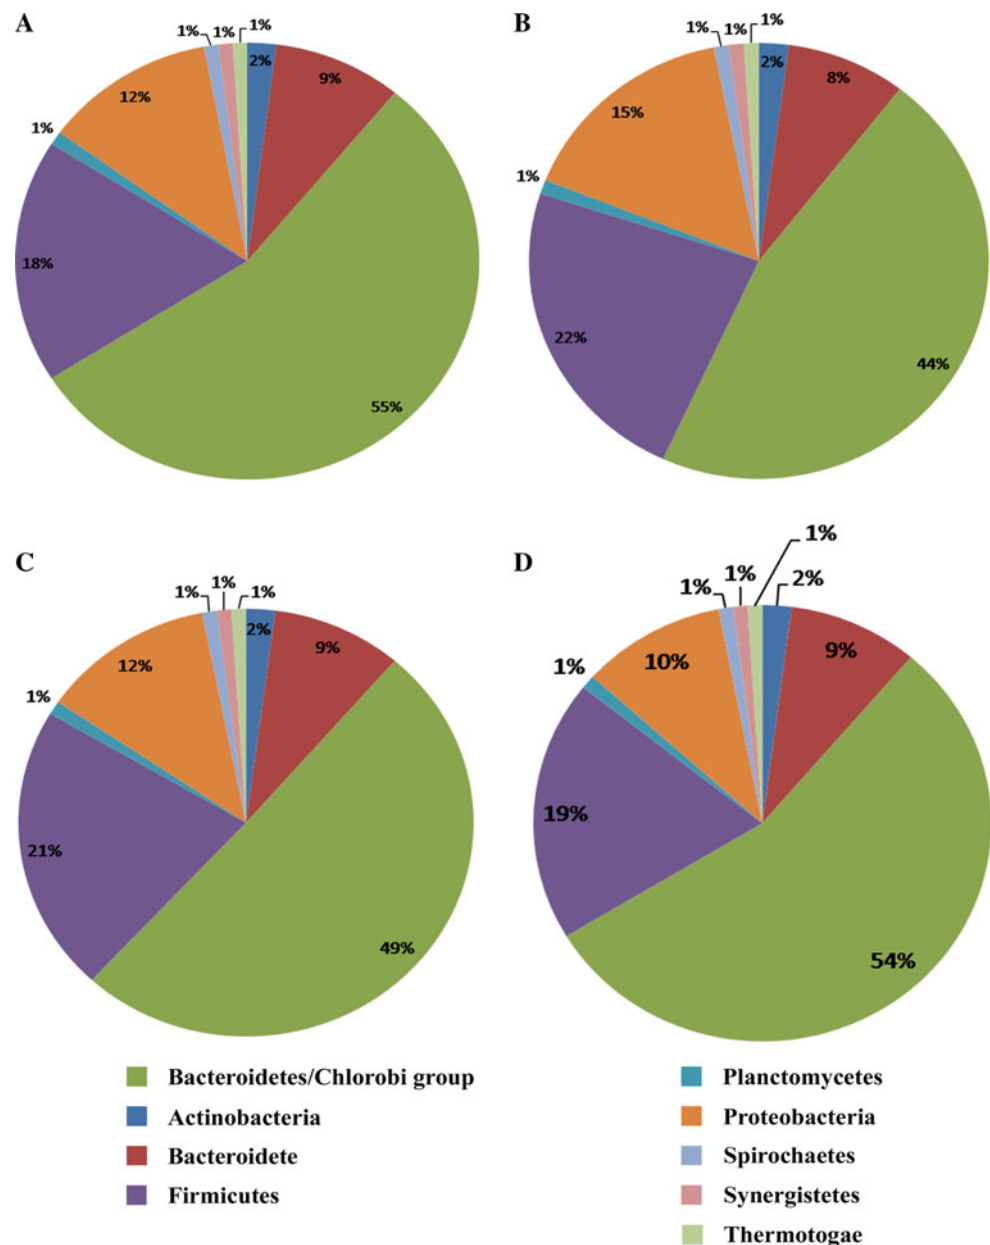 A
1%
1%
1%
2%
9%
12%
1%
18%
55%
B
1%
1%
1%
2%
8%
15%
1%
22%
44%
C
1%
1%
1%
2%
9%
12%
1%
21%
49%
D
1%
1%
1%
2%
9%
10%
1%
19%
54%
Bacteroidetes/Chlorobi group
Actinobacteria
Bacteroidete
Firmicutes
Planctomycetes
Proteobacteria
Spirochaetes
Synergistetes
Thermotogae